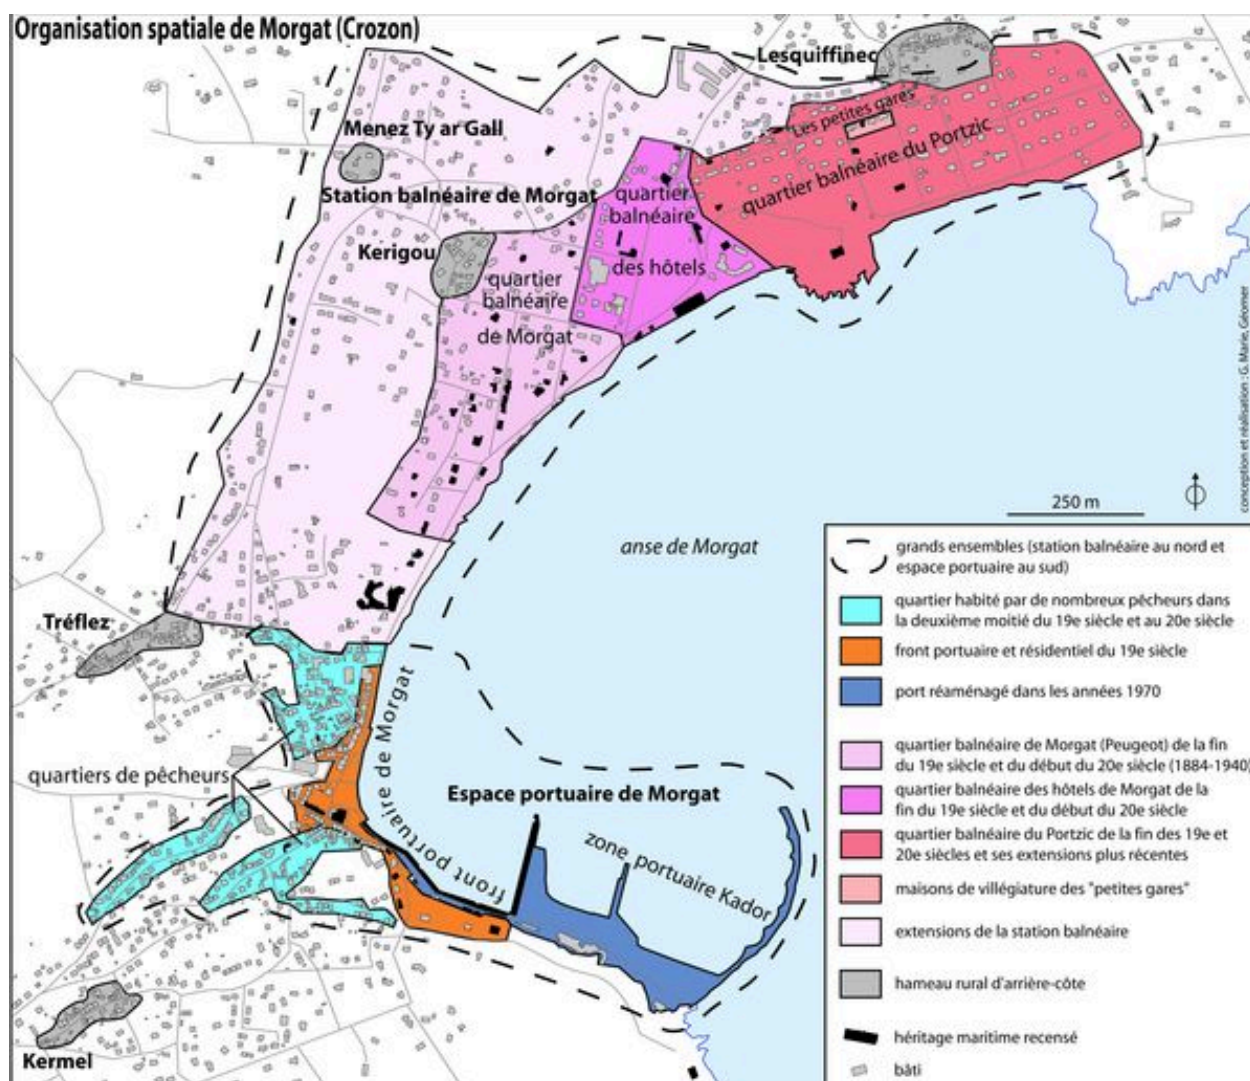 Organisation spatiale de Morgat (Crozon)
Lesquiffinec
Les petites gares
quartier balnéaire du Portzic
Menez Ty ar Gall
Station balnéaire de Morgat
quartier
balnéaire
des hôtels
Kerigou
quartier
balnéaire
de Morgat
conception et réalisation : G. Marie, Géomer
250 m
anse de Morgat
Tréflez
quartiers de pêcheurs
front portuaire de Morgat
Espace portuaire de Morgat
zone portuaire Kador
Kermel
grands ensembles (station balnéaire au nord et
espace portuaire au sud)
quartier habité par de nombreux pêcheurs dans
la deuxième moitié du 19e siècle et au 20e siècle
front portuaire et résidentiel du 19e siècle
port réaménagé dans les années 1970
quartier balnéaire de Morgat (Peugeot) de la fin
du 19e siècle et du début du 20e siècle (1884-1940)
quartier balnéaire des hôtels de Morgat de la
fin du 19e siècle et du début du 20e siècle
quartier balnéaire du Portzic de la fin des 19e et
20e siècles et ses extensions plus récentes
maisons de villégiature des "petites gares"
extensions de la station balnéaire
hameau rural d'arrière-côte
héritage maritime recensé
bâti